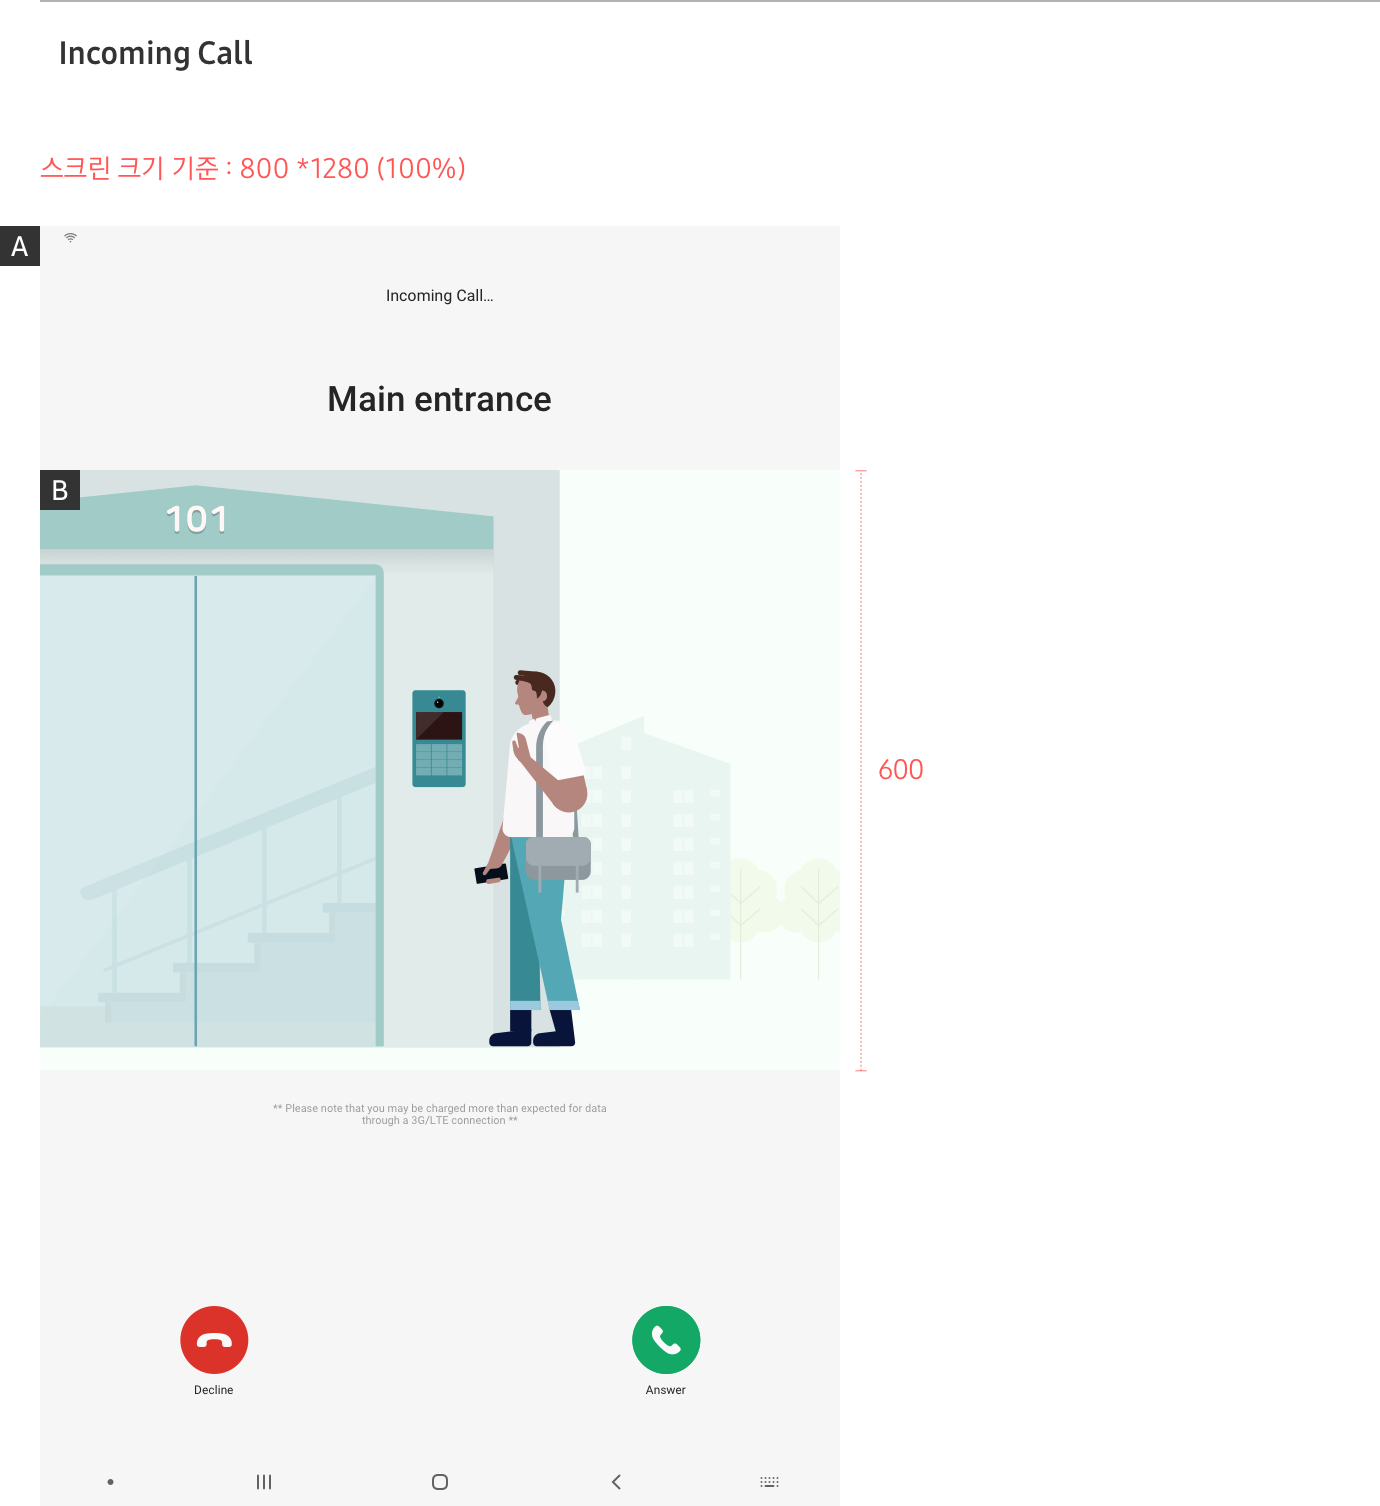 Incoming Call
스크린 크기 기준 : 800 *1280 (100%)
A
Incoming Call...
Main entrance
B
101
600
** Please note that you may be charged more than expected for data
through a 3G/LTE connection **
Decline
Answer